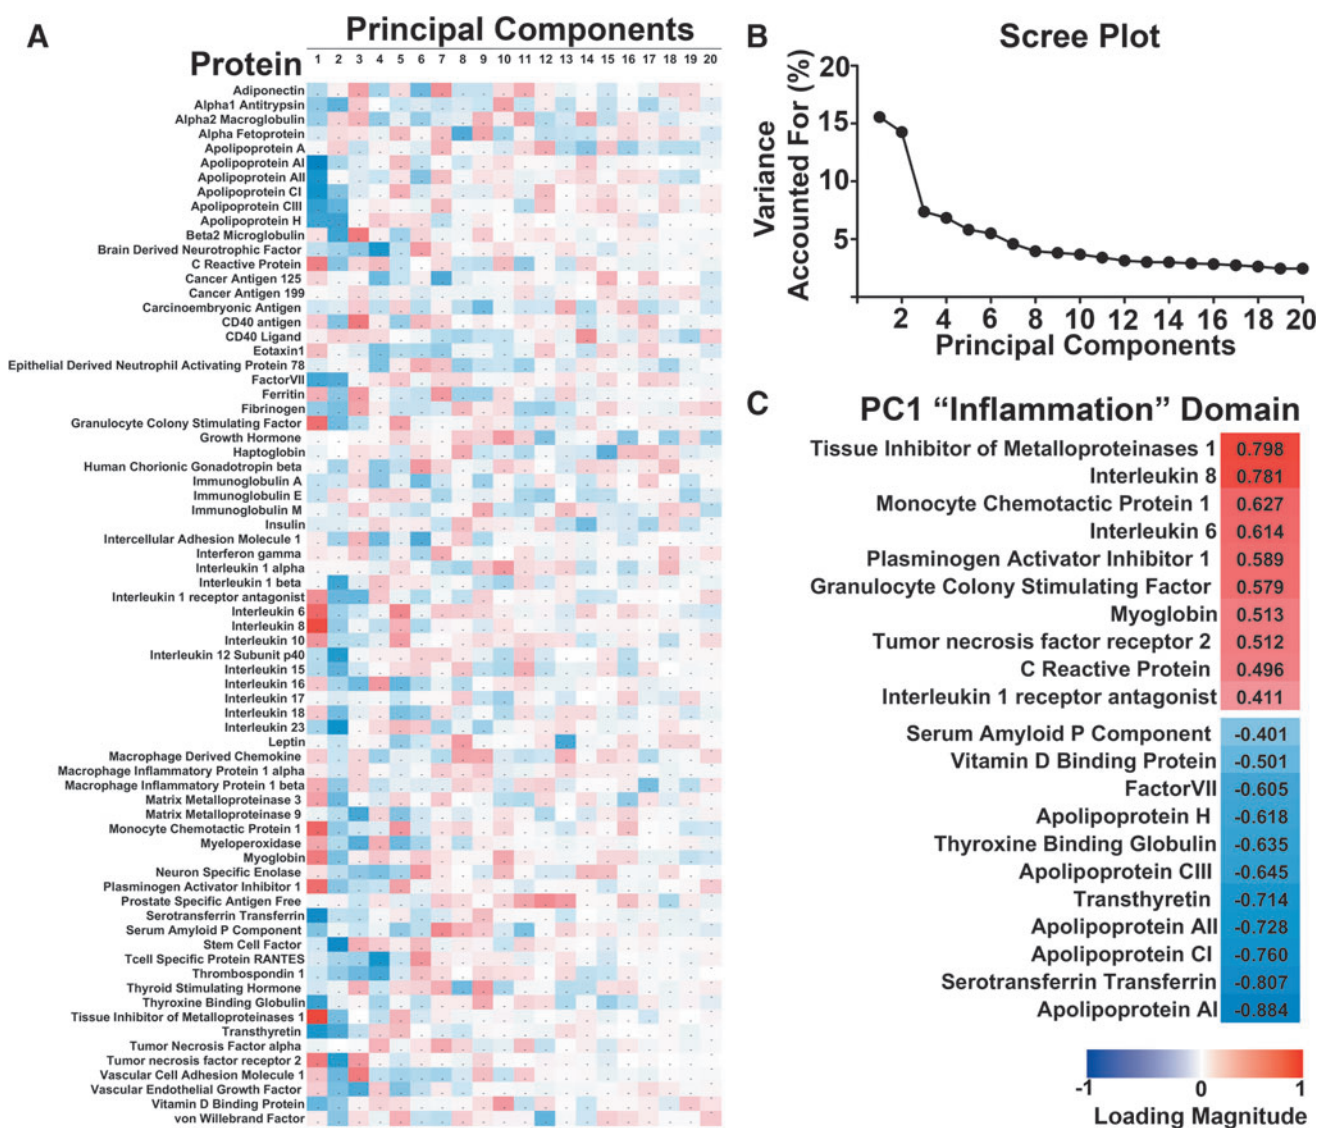 A
Principal Components
Protein
1 2 3 4 5 6 7 8 9 10 11 12 13 14 15 16 17 18 19 20
Adiponectin
Alpha1 Antitrypsin
Alpha2 Macroglobulin
Alpha Fetoprotein
Apolipoprotein A
Apolipoprotein AI
Apolipoprotein AII
Apolipoprotein CI
Apolipoprotein CIII
Apolipoprotein H
Beta2 Microglobulin
Brain Derived Neurotrophic Factor
C Reactive Protein
Cancer Antigen 125
Cancer Antigen 199
Carcinoembryonic Antigen
CD40 antigen
CD40 Ligand
Eotaxin1
Epithelial Derived Neutrophil Activating Protein 78
FactorVII
Ferritin
Fibrinogen
Granulocyte Colony Stimulating Factor
Growth Hormone
Haptoglobin
Human Chorionic Gonadotropin beta
Immunoglobulin A
Immunoglobulin E
Immunoglobulin M
Insulin
Intercellular Adhesion Molecule 1
Interferon gamma
Interleukin 1 alpha
Interleukin 1 beta
Interleukin 1 receptor antagonist
Interleukin 6
Interleukin 8
Interleukin 10
Interleukin 12 Subunit p40
Interleukin 15
Interleukin 16
Interleukin 17
Interleukin 18
Interleukin 23
Leptin
Macrophage Derived Chemokine
Macrophage Inflammatory Protein 1 alpha
Macrophage Inflammatory Protein 1 beta
Matrix Metalloproteinase 3
Matrix Metalloproteinase 9
Monocyte Chemotactic Protein 1
Myeloperoxidase
Myoglobin
Neuron Specific Enolase
Plasminogen Activator Inhibitor 1
Prostate Specific Antigen Free
Serotransferrin Transferrin
Serum Amyloid P Component
Stem Cell Factor
Tcell Specific Protein RANTES
Thrombospondin 1
Thyroid Stimulating Hormone
Thyroxine Binding Globulin
Tissue Inhibitor of Metalloproteinases 1
Transthyretin
Tumor Necrosis Factor alpha
Tumor necrosis factor receptor 2
Vascular Cell Adhesion Molecule 1
Vascular Endothelial Growth Factor
Vitamin D Binding Protein
von Willebrand Factor
B
Scree Plot
Variance
Accounted For (%)
20
15
10
5
2 4 6 8 10 12 14 16 18 20
Principal Components
C
PC1 “Inflammation” Domain
Tissue Inhibitor of Metalloproteinases 1 0.798
Interleukin 8 0.781
Monocyte Chemotactic Protein 1 0.627
Interleukin 6 0.614
Plasminogen Activator Inhibitor 1 0.589
Granulocyte Colony Stimulating Factor 0.579
Myoglobin 0.513
Tumor necrosis factor receptor 2 0.512
C Reactive Protein 0.496
Interleukin 1 receptor antagonist 0.411
Serum Amyloid P Component -0.401
Vitamin D Binding Protein -0.501
FactorVII -0.605
Apolipoprotein H -0.618
Thyroxine Binding Globulin -0.635
Apolipoprotein CIII -0.645
Transthyretin -0.714
Apolipoprotein AII -0.728
Apolipoprotein CI -0.760
Serotransferrin Transferrin -0.807
Apolipoprotein AI -0.884
-1 0 1
Loading Magnitude